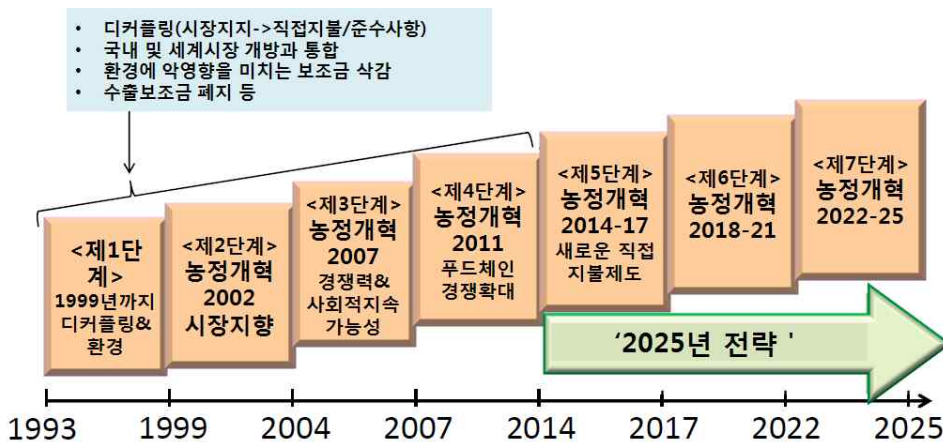 • 디커플링(시장지지->직접지불/준수사항)
• 국내 및 세계시장 개방과 통합
• 환경에 악영향을 미치는 보조금 삭감
• 수출보조금 폐지 등
<제1단
계>
1999년까지
디커플링&
환경
<제2단계>
농정개혁
2002
시장지향
<제3단계>
농정개혁
2007
경쟁력&
사회적지속
가능성
<제4단계>
농정개혁
2011
푸드체인
경쟁확대
<제5단계>
농정개혁
2014-17
새로운 직접
지불제도
<제6단계>
농정개혁
2018-21
<제7단계>
농정개혁
2022-25
‘2025년 전략 '
1993 1999 2004 2007 2014 2017 2022 2025